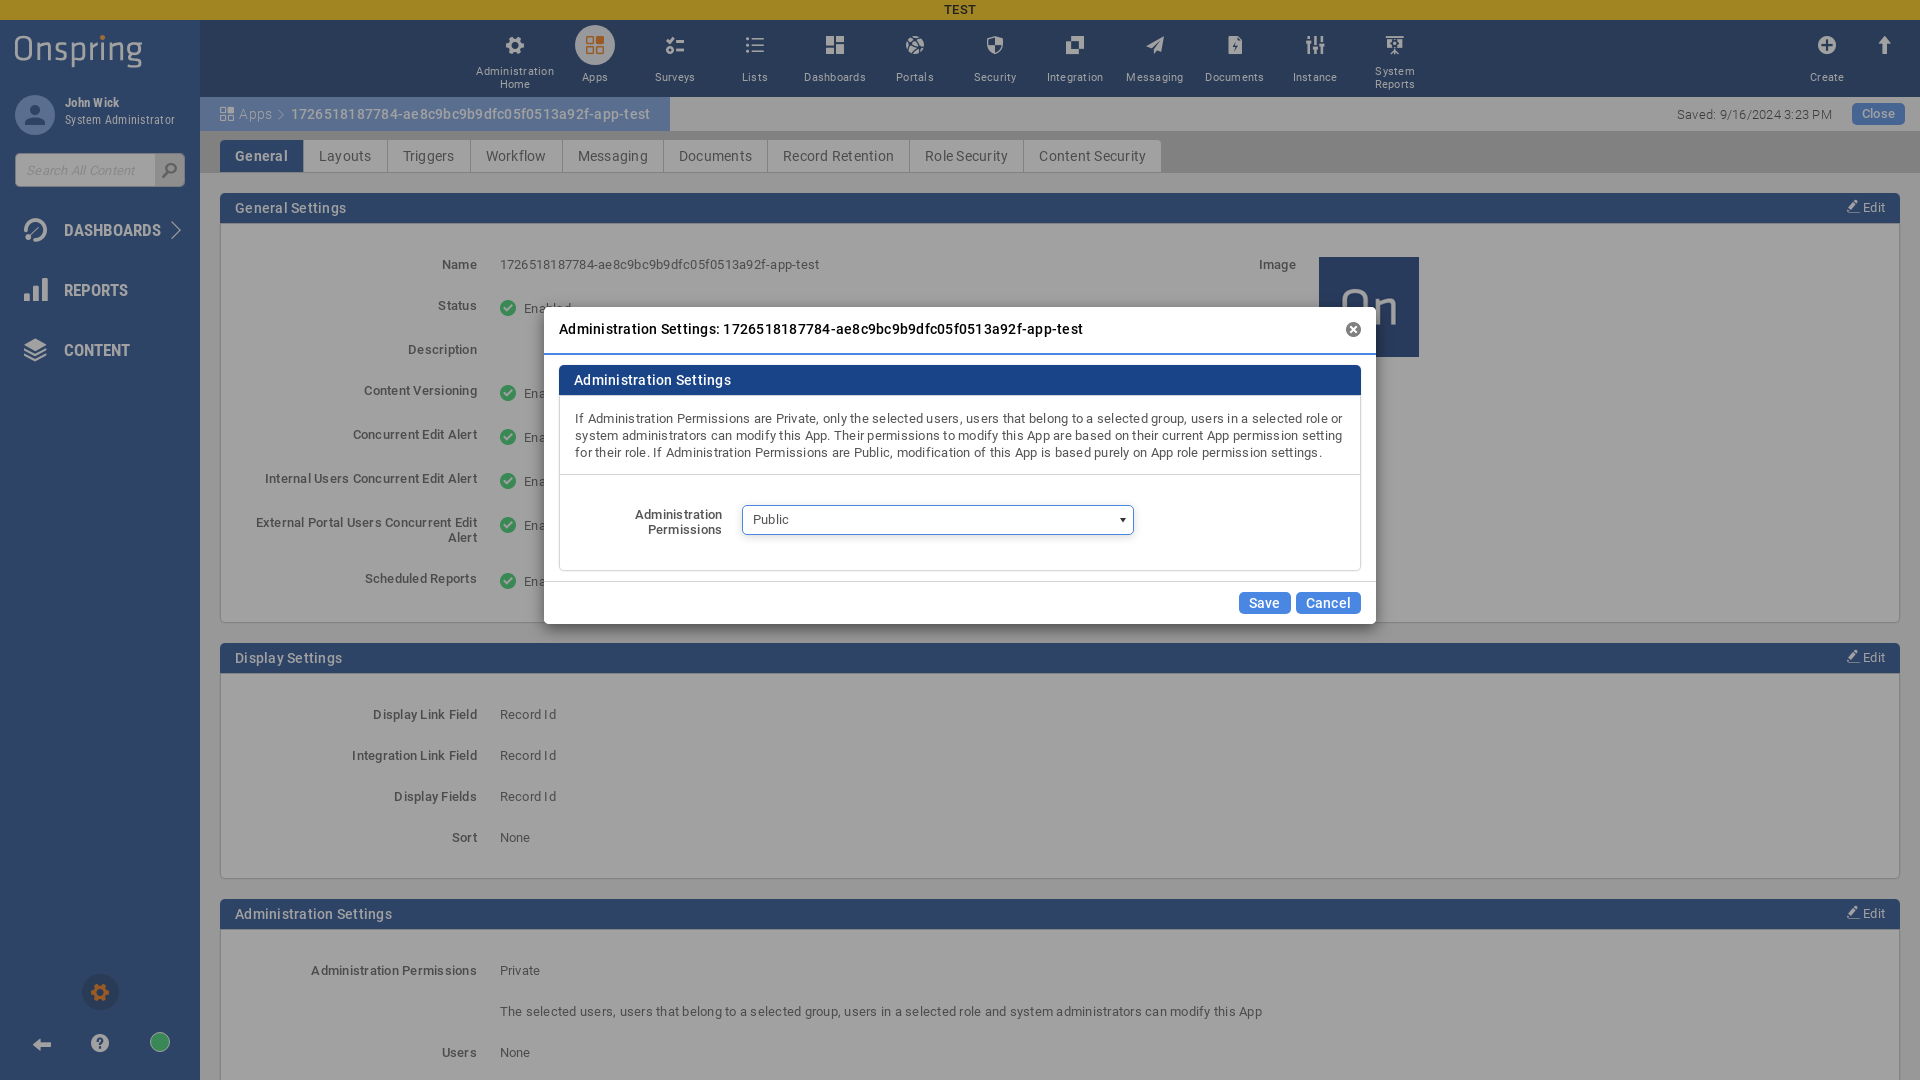 TEST
Onspring
Administration Home
Apps
Surveys
Lists
Dashboards
Portals
Security
Integration
Messaging
Documents
Instance
System Reports
Create
John Wick
System Administrator
Search All Content
DASHBOARDS
REPORTS
CONTENT
Apps
1726518187784-ae8c9bc9b9dfc05f0513a92f-app-test
Saved: 9/16/2024 3:23 PM
Close
General
Layouts
Triggers
Workflow
Messaging
Documents
Record Retention
Role Security
Content Security
General Settings
Edit
Name
1726518187784-ae8c9bc9b9dfc05f0513a92f-app-test
Image
On
Status
Description
Content Versioning
Concurrent Edit Alert
Internal Users Concurrent Edit Alert
External Portal Users Concurrent Edit
Alert
Scheduled Reports
Administration Settings: 1726518187784-ae8c9bc9b9dfc05f0513a92f-app-test
Administration Settings
If Administration Permissions are Private, only the selected users, users that belong to a selected group, users in a selected role or
system administrators can modify this App. Their permissions to modify this App are based on their current App permission setting
for their role. If Administration Permissions are Public, modification of this App is based purely on App role permission settings.
Administration
Permissions
Public
Save
Cancel
Display Settings
Edit
Display Link Field
Record Id
Integration Link Field
Record Id
Display Fields
Record Id
Sort
None
Administration Settings
Edit
Administration Permissions
Private
The selected users, users that belong to a selected group, users in a selected role and system administrators can modify this App
Users
None